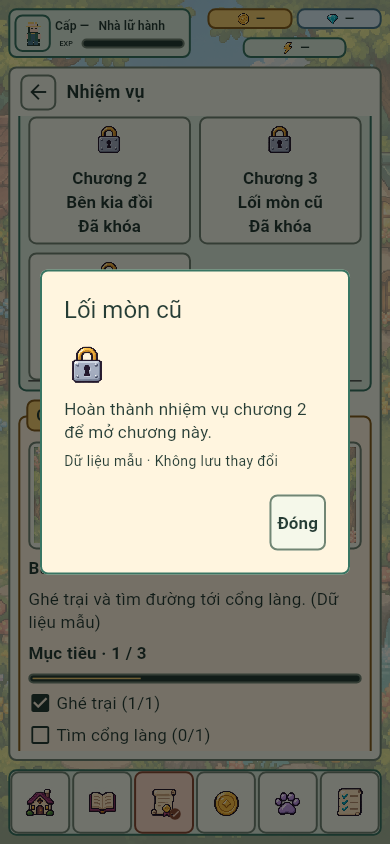 Cấp — Nhà lữ hành
EXP
—
—
—
Nhiệm vụ
Chương 2
Bên kia đồi
Đã khóa
Chương 3
Lối mòn cũ
Đã khóa
Lối mòn cũ
Hoàn thành nhiệm vụ chương 2
để mở chương này.
Dữ liệu mẫu · Không lưu thay đổi
Đóng
Ghé trại và tìm đường tới cổng làng. (Dữ
liệu mẫu)
Mục tiêu · 1 / 3
Ghé trại (1/1)
Tìm cổng làng (0/1)